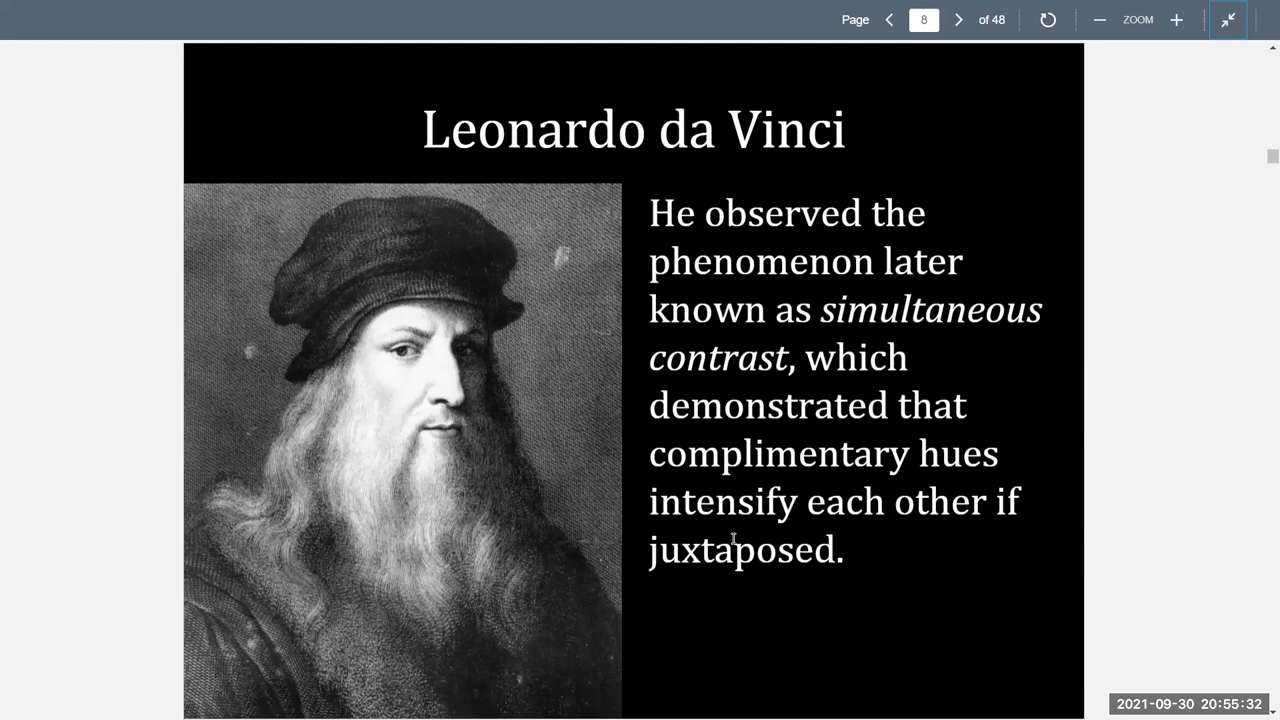 Page 8 of 48 ZOOM
Leonardo da Vinci
He observed the
phenomenon later
known as simultaneous
contrast, which
demonstrated that
complimentary hues
intensify each other if
juxtaposed.
2021-09-30 20:55:32